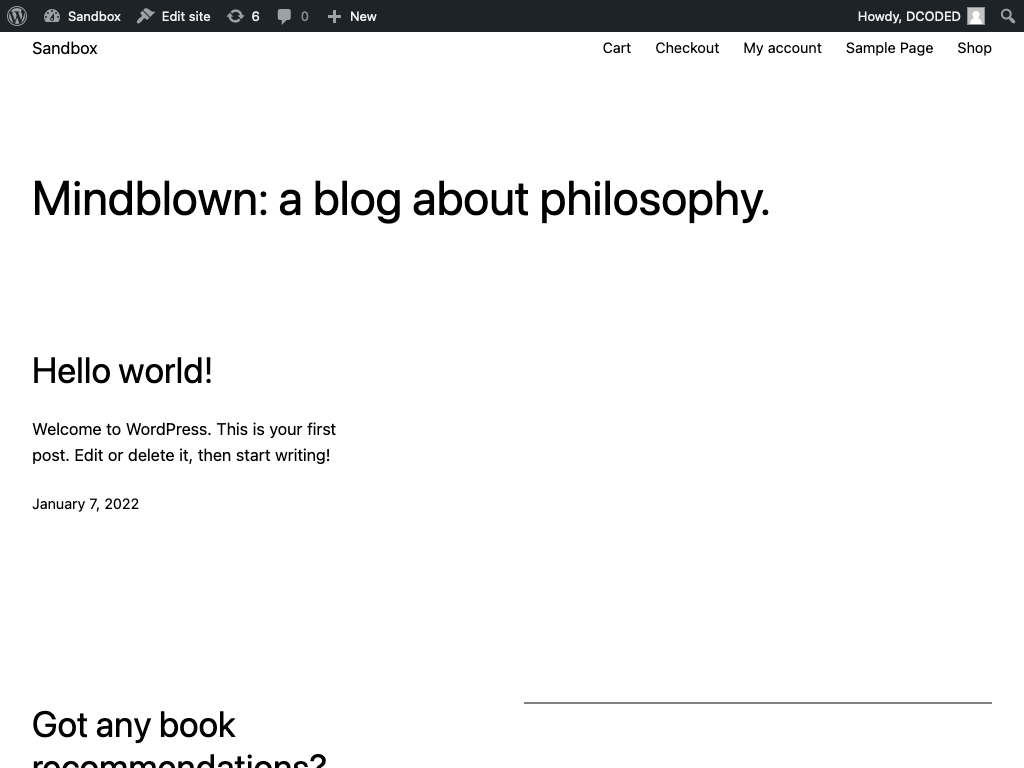 Sandbox Edit site 6 0 New Howdy, DCODED
Sandbox Cart Checkout My account Sample Page Shop
Mindblown: a blog about philosophy.
Hello world!
Welcome to WordPress. This is your first
post. Edit or delete it, then start writing!
January 7, 2022
Got any book
recommendations?